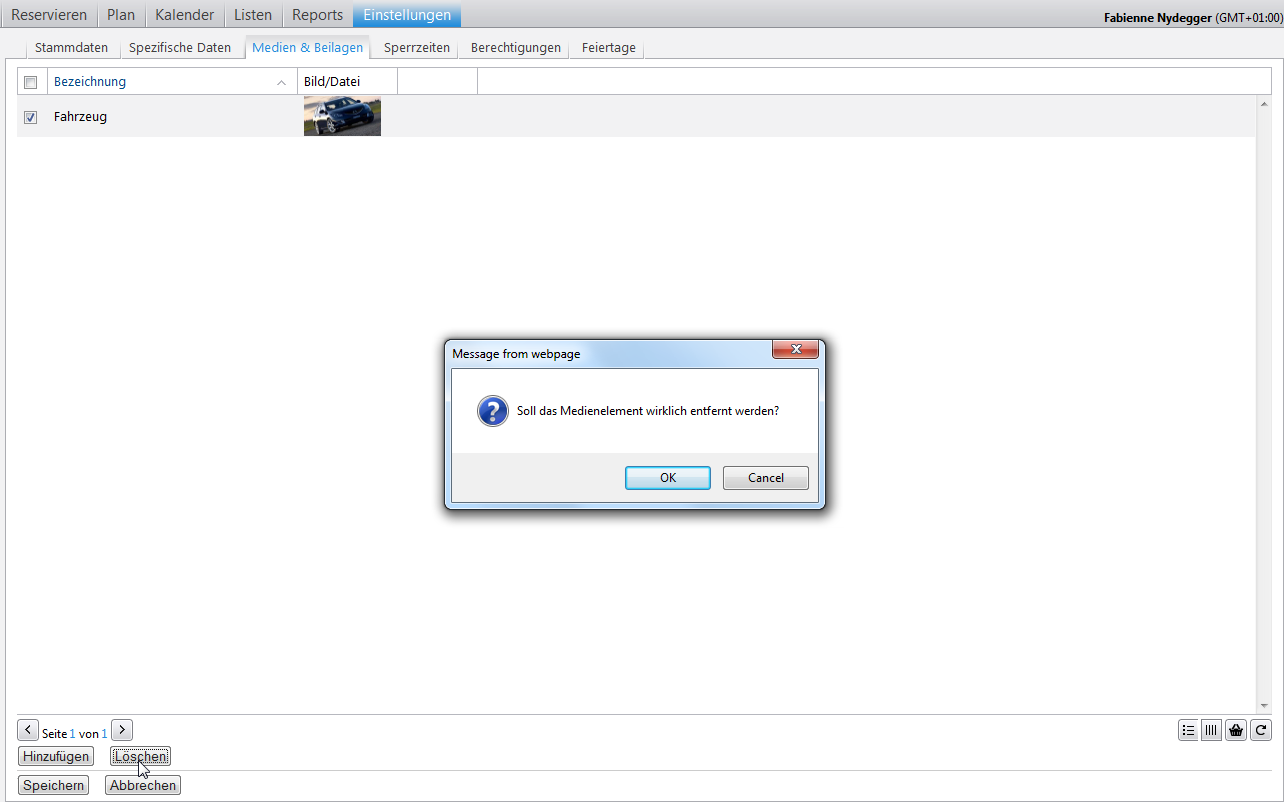 Reservieren Plan Kalender Listen Reports Einstellungen
Fabienne Nydegger (GMT+01:00)
Stammdaten Spezifische Daten Medien & Beilagen Sperrzeiten Berechtigungen Feiertage
Bezeichnung Bild/Datei
Fahrzeug
Message from webpage
Soll das Medienelement wirklich entfernt werden?
OK Cancel
Seite 1 von 1
Hinzufügen Löschen
Speichern Abbrechen